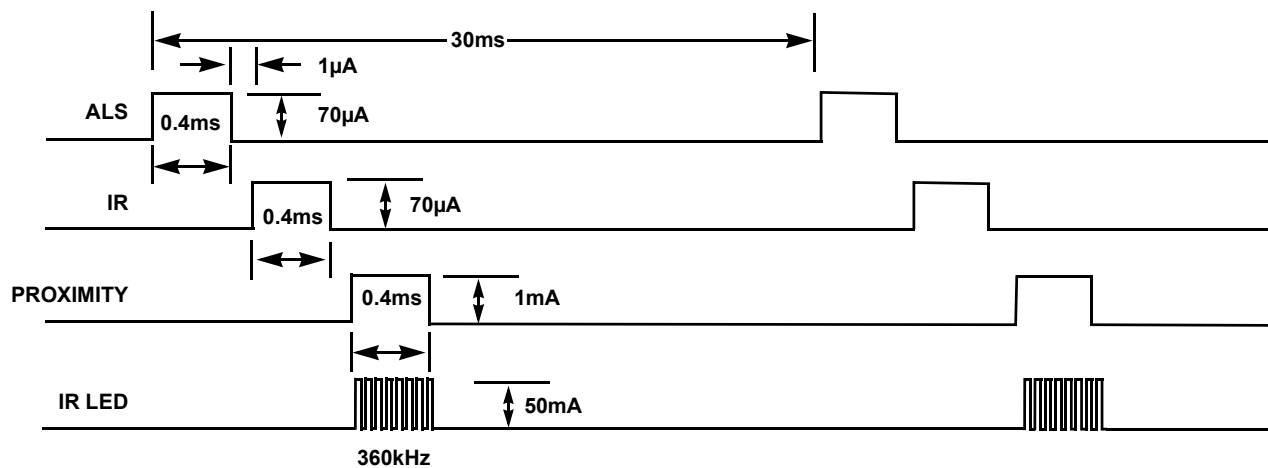 30ms
1µA
ALS
0.4ms
70µA
IR
0.4ms
70µA
PROXIMITY
0.4ms
1mA
IR LED
50mA
360kHz